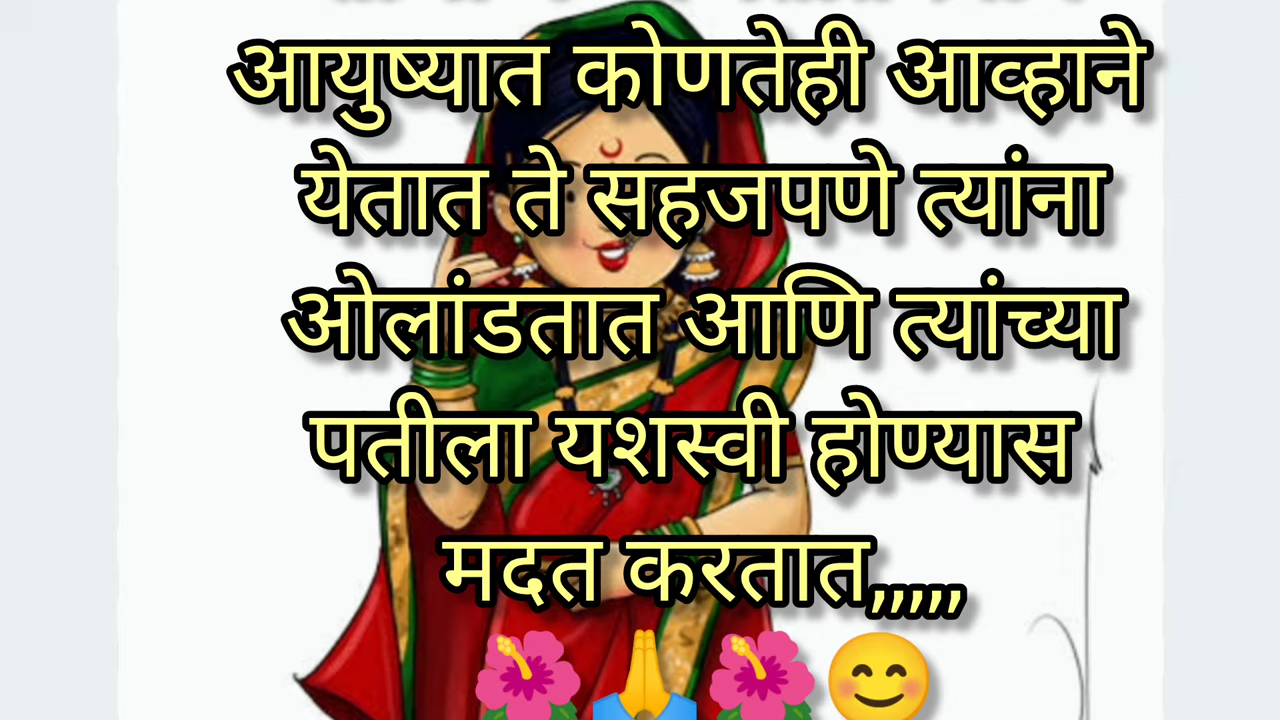 आयुष्यात कोणतेही आव्हाने
येतात ते सहजपणे त्यांना
ओलांडतात आणि त्यांच्या
पतीला यशस्वी होण्यास
मदत करतात,,,,,
🌺🙏🌺😊